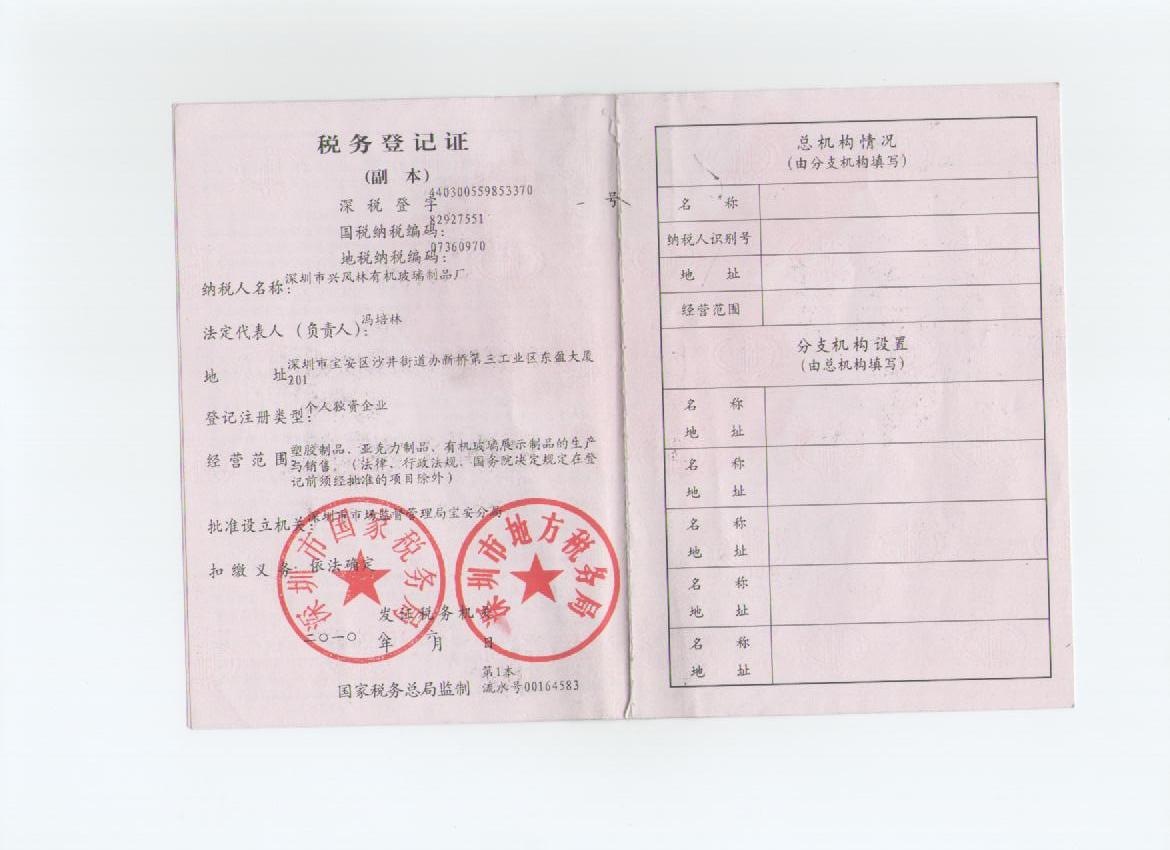 税务登记证
(副 本)
440300559853370
深 税 登 字 号
82927551
国税纳税编码:
07360970
地税纳税编码:
纳税人名称: 深圳市兴风林有机玻璃制品厂
法定代表人(负责人): 冯培林
地 址 深圳市宝安区沙井街道办新桥第三工业区东盈大厦
201
登记注册类型: 个人独资企业
经 营 范 围 塑胶制品、亚克力制品、有机玻璃展示制品的生产
与销售。(法律、行政法规、国务院决定规定在登
记前须经批准的项目除外)
批准设立机关: 深圳市市场监督管理局宝安分局
扣 缴 义 务: 依法确定
深圳市国家税务局
深圳市地方税务局
发证税务机关
二〇一〇 年 八 月 日
国家税务总局监制
第1本
流水号00164583
总机构情况
(由分支机构填写)
名 称
纳税人识别号
地 址
经营范围
分支机构设置
(由总机构填写)
名 称
地 址
名 称
地 址
名 称
地 址
名 称
地 址
名 称
地 址